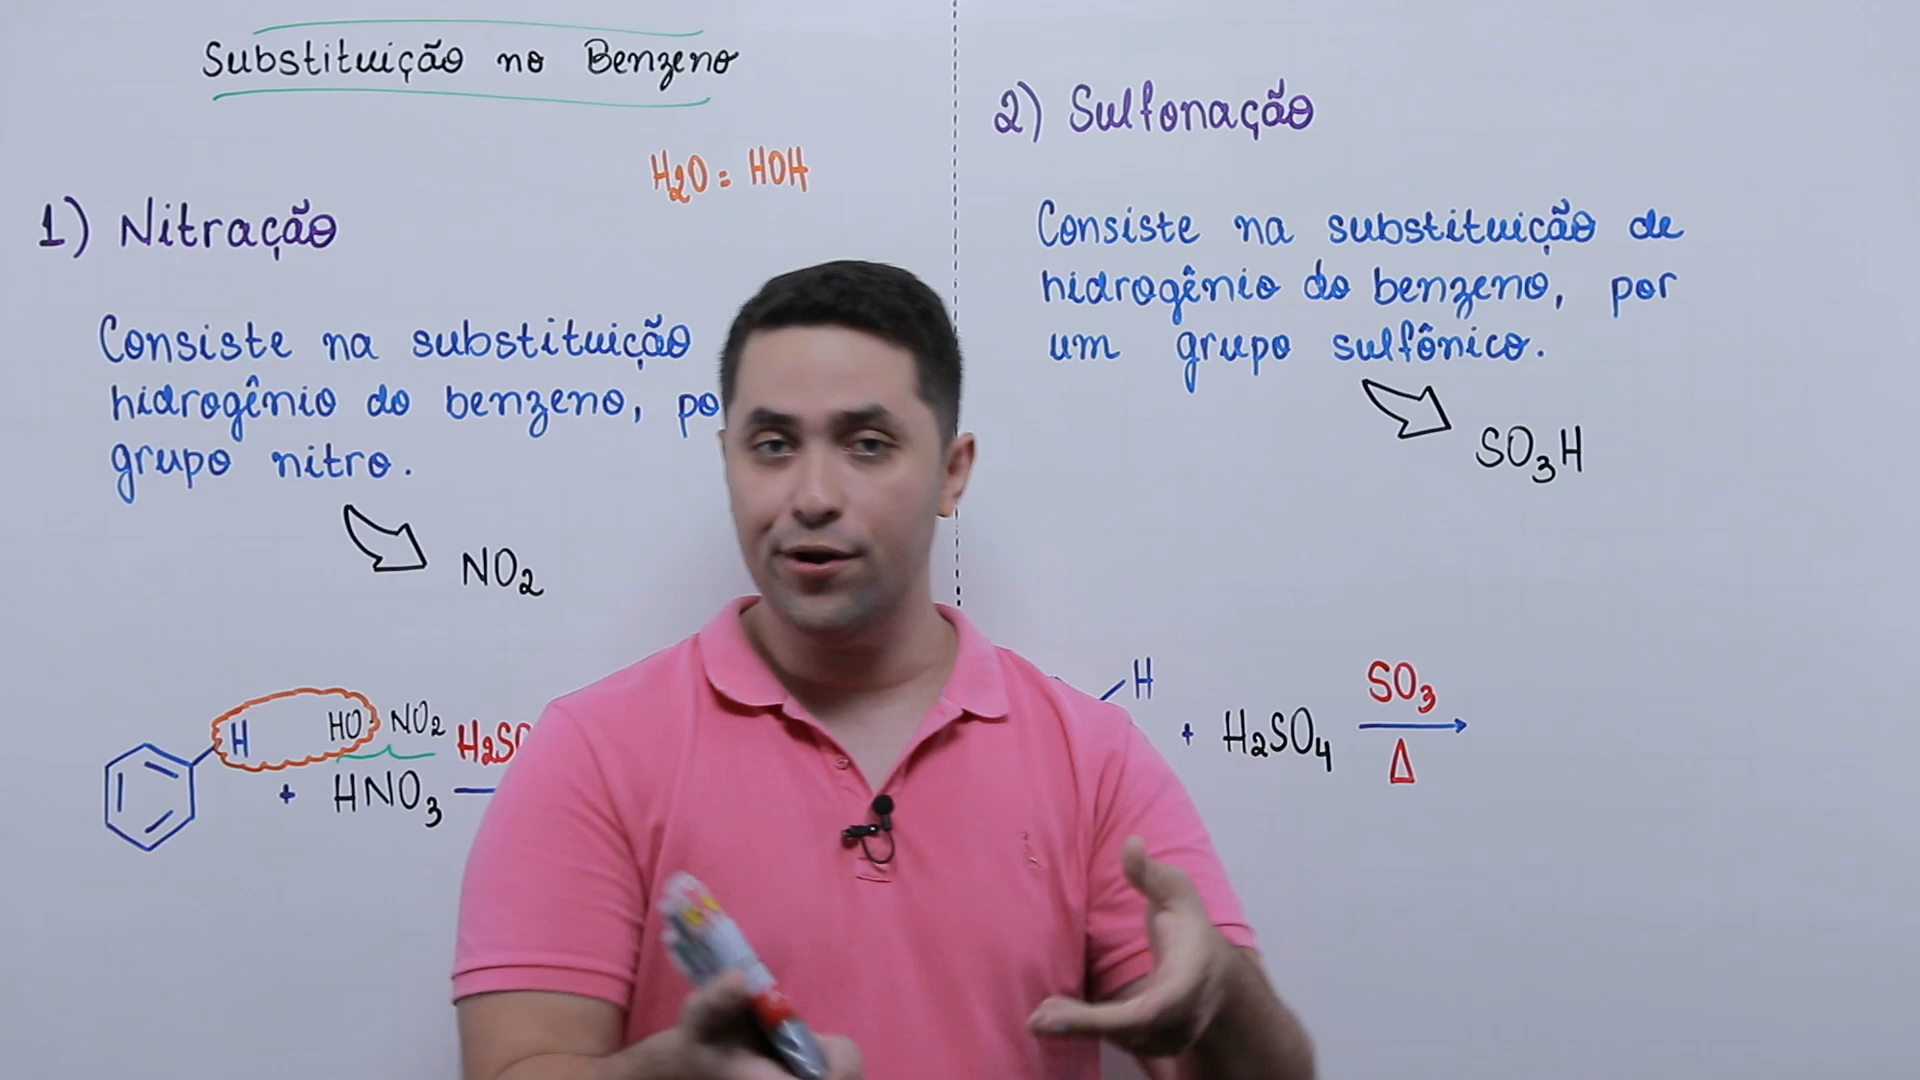 Substituição no Benzeno
H₂O = HOH
1) Nitração
Consiste na substituição
hidrogênio do benzeno, po
grupo nitro.
NO₂
H HO NO₂
+ HNO₃ H₂SO
2) Sulfonação
Consiste na substituição de
hidrogênio do benzeno, por
um grupo sulfônico.
SO₃H
H
+ H₂SO₄ SO₃
Δ